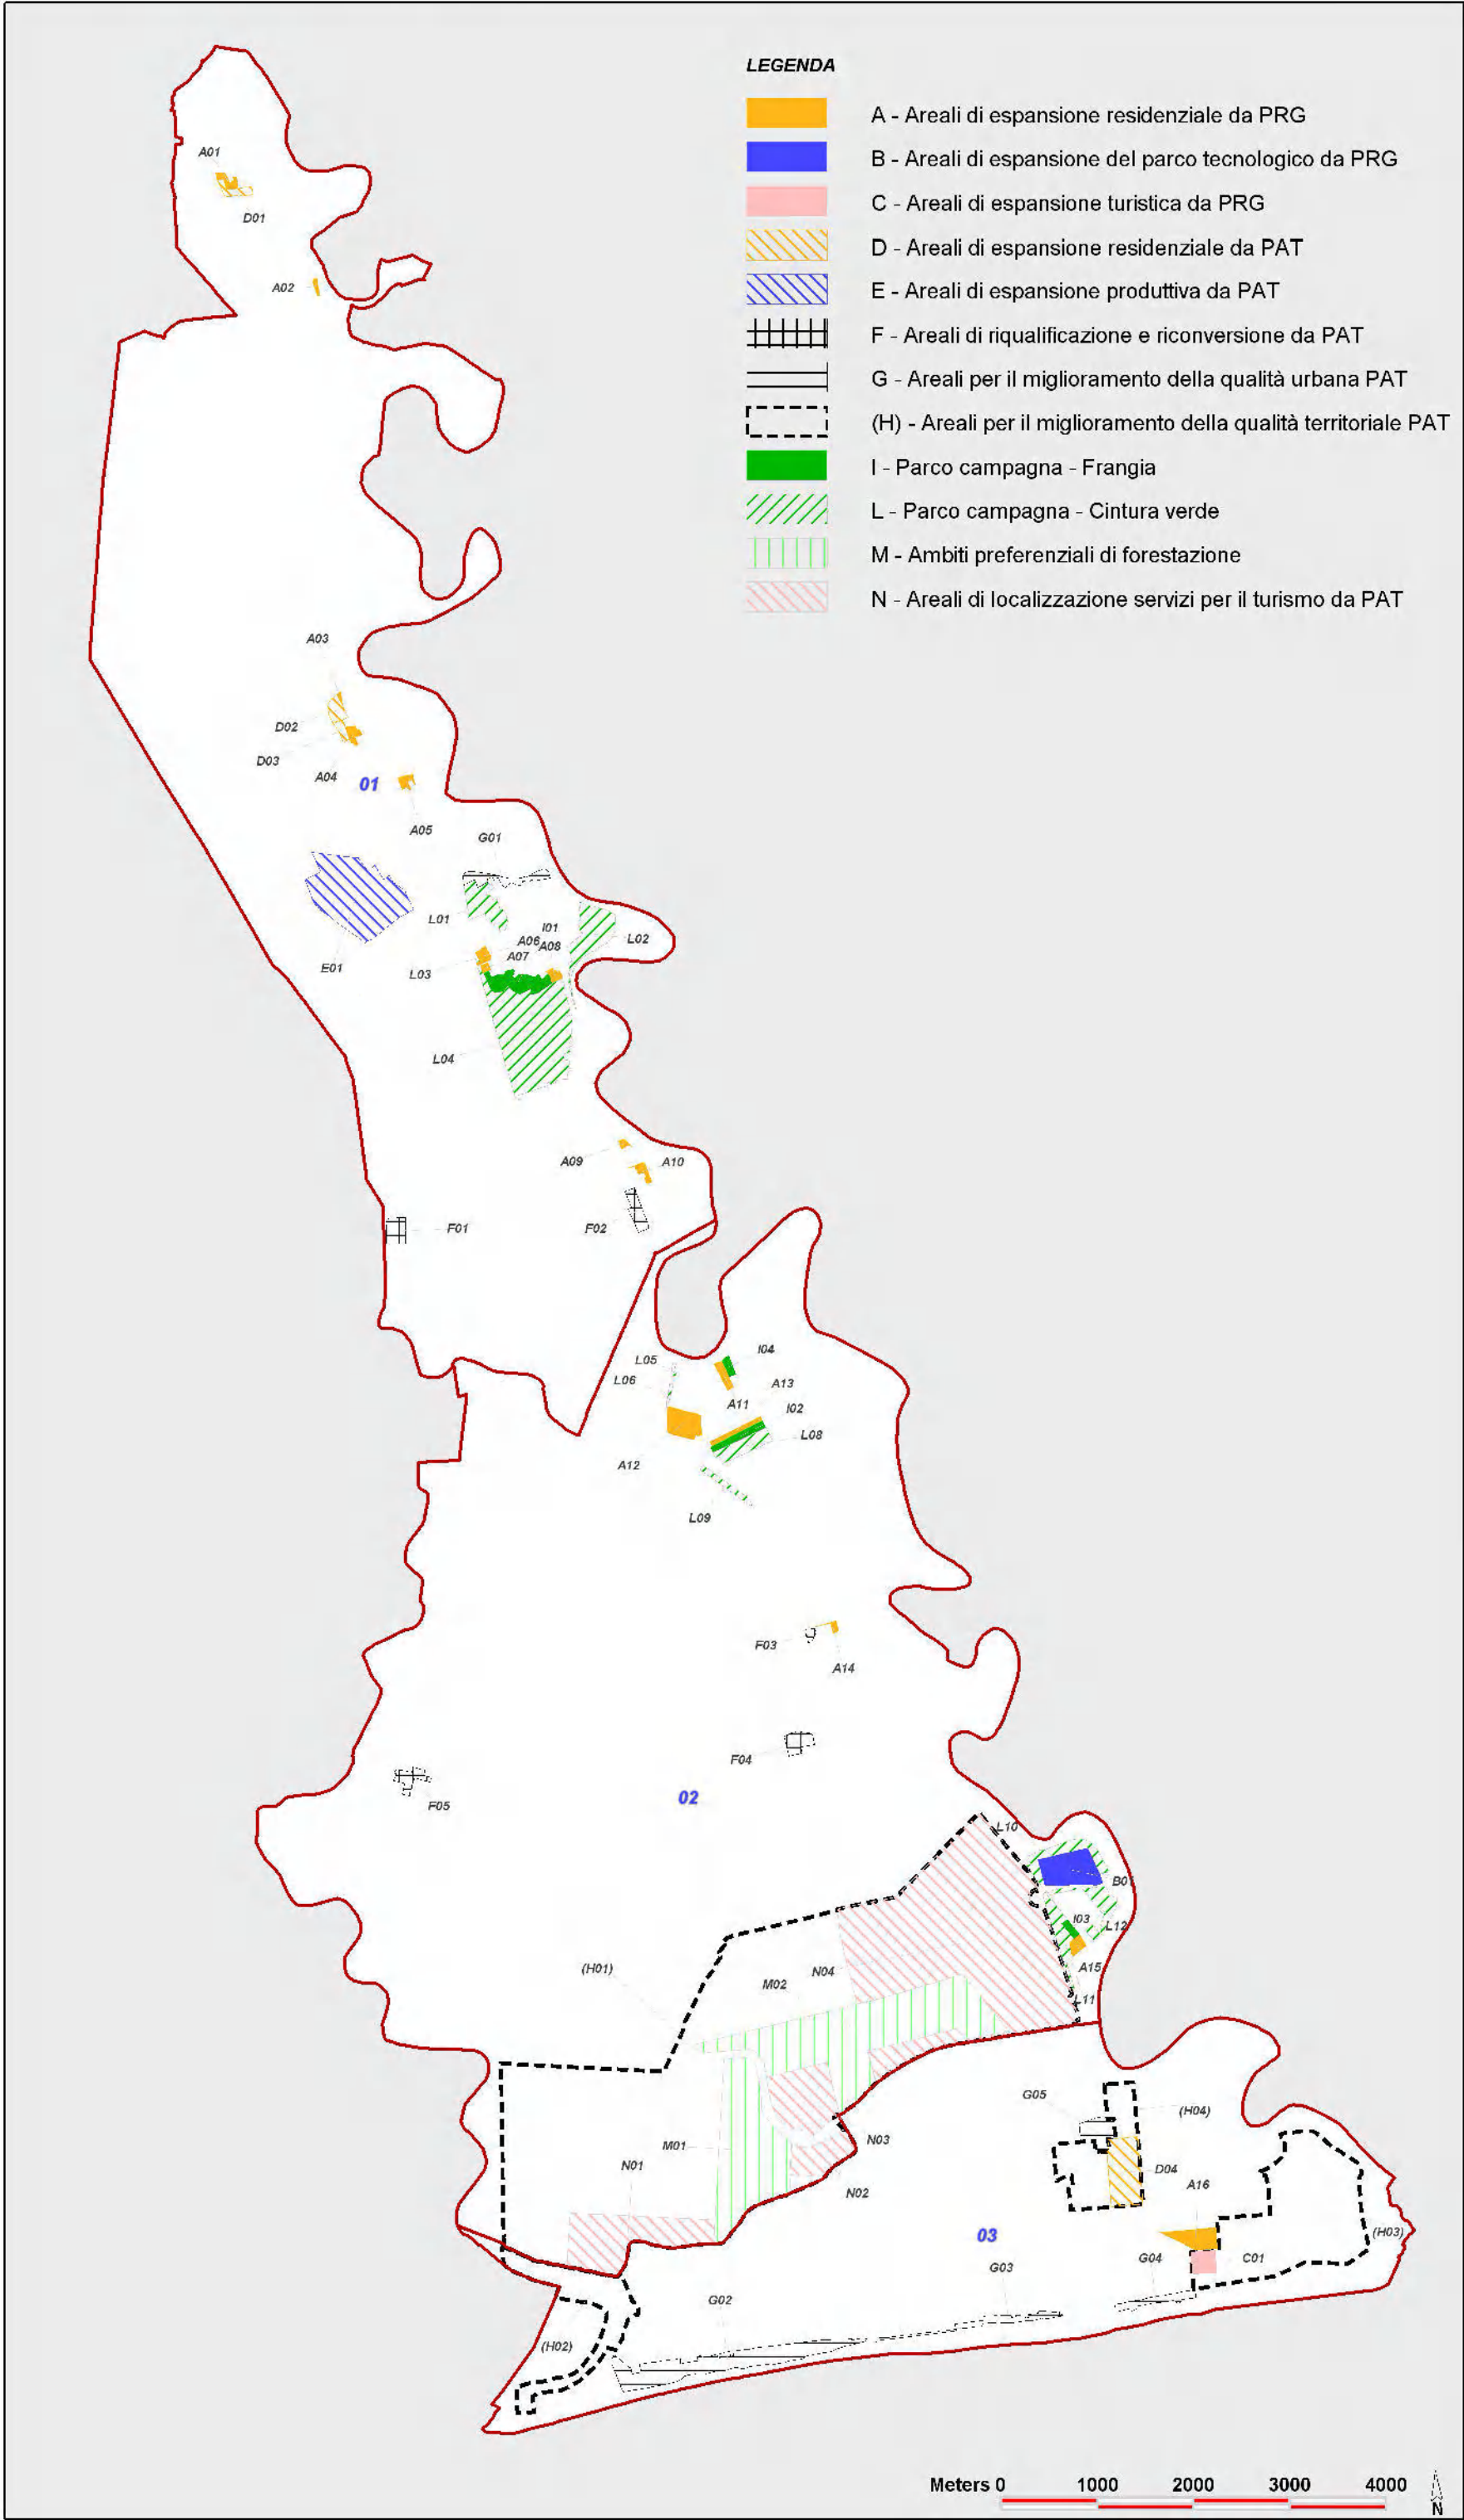 LEGENDA
A - Areali di espansione residenziale da PRG
B - Areali di espansione del parco tecnologico da PRG
C - Areali di espansione turistica da PRG
D - Areali di espansione residenziale da PAT
E - Areali di espansione produttiva da PAT
F - Areali di riqualificazione e riconversione da PAT
G - Areali per il miglioramento della qualità urbana PAT
(H) - Areali per il miglioramento della qualità territoriale PAT
I - Parco campagna - Frangia
L - Parco campagna - Cintura verde
M - Ambiti preferenziali di forestazione
N - Areali di localizzazione servizi per il turismo da PAT
A01
D01
A02
A03
D02
D03
A04
01
A05
G01
L01
I01
A06
A08
L02
A07
L03
E01
L04
A09
A10
F01
F02
I04
L05
L06
A13
A11
I02
L08
A12
L09
F03
A14
F04
02
F05
L10
B01
I03
L12
A15
L11
(H01)
M02
N04
G05
(H04)
M01
N03
N01
D04
A16
N02
03
(H03)
G04
C01
G03
G02
(H02)
Meters 0 1000 2000 3000 4000
N